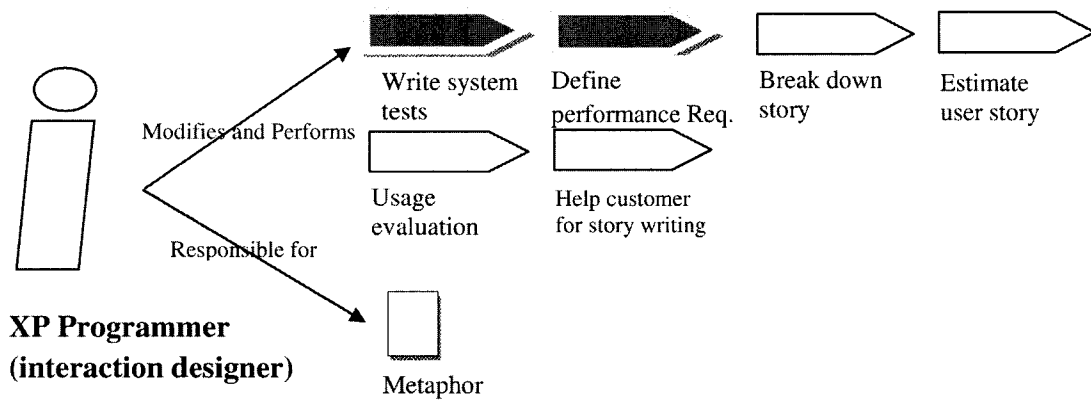 Write system
tests
Define
performance Req.
Break down
story
Estimate
user story
Modifies and Performs
Usage
evaluation
Help customer
for story writing
Responsible for
XP Programmer
(interaction designer)
Metaphor